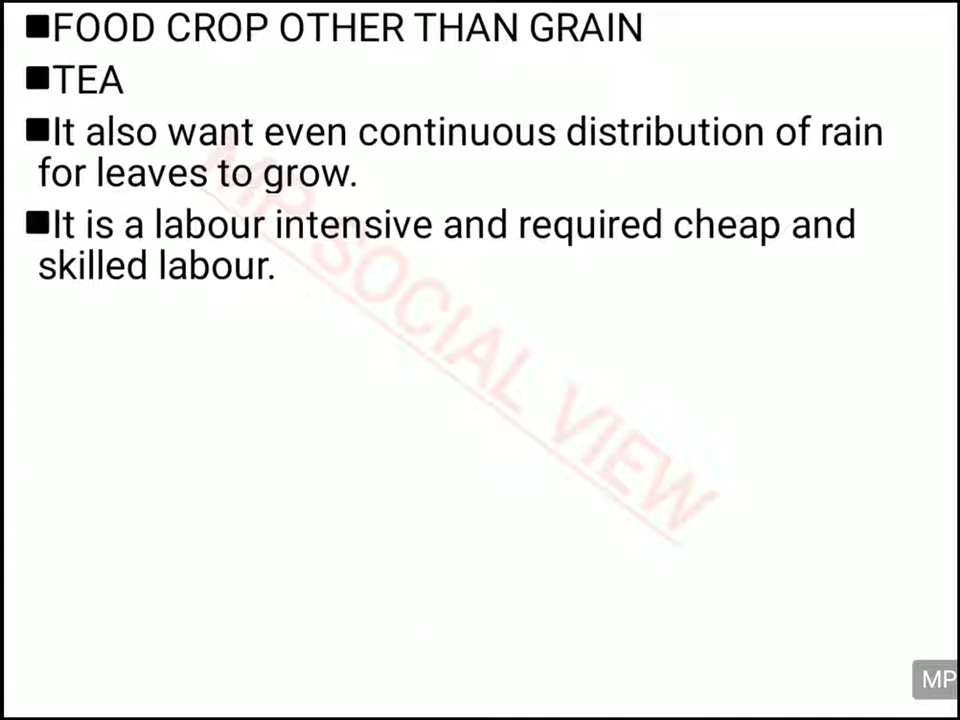 ■FOOD CROP OTHER THAN GRAIN
■TEA
■It also want even continuous distribution of rain
for leaves to grow.
■It is a labour intensive and required cheap and
skilled labour.
MP SOCIAL VIEW
MP